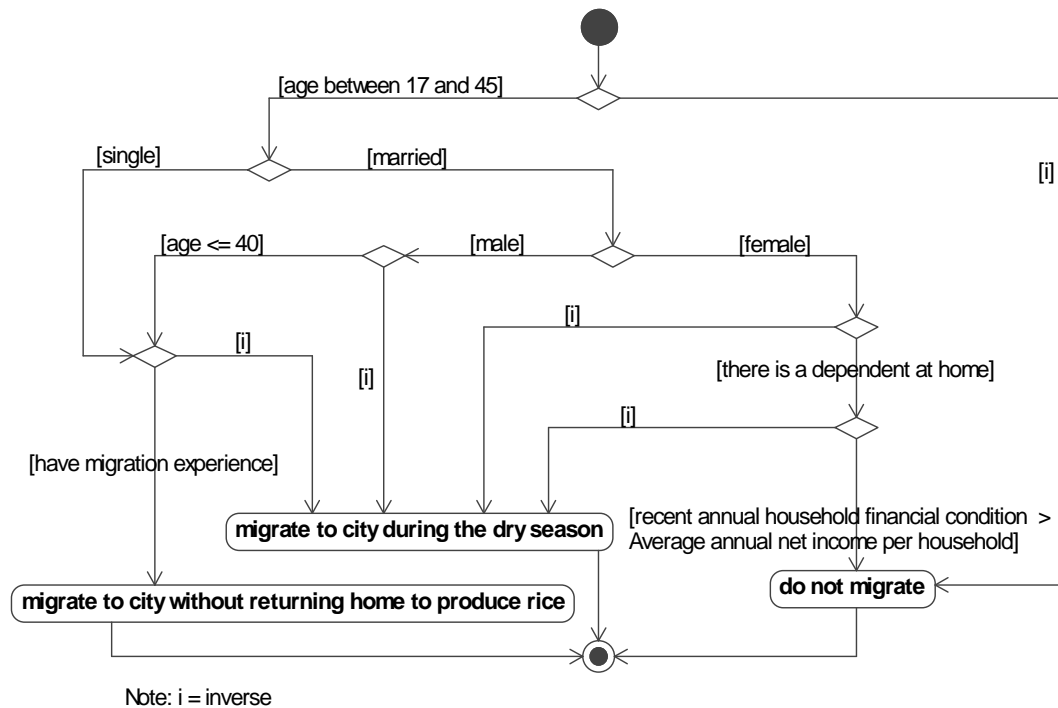 [age between 17 and 45]
[single]
[married]
[i]
[age <= 40]
[male]
[female]
[i]
[i]
[i]
[there is a dependent at home]
[i]
[have migration experience]
[recent annual household financial condition >
Average annual net income per household]
migrate to city during the dry season
do not migrate
migrate to city without returning home to produce rice
Note: i = inverse